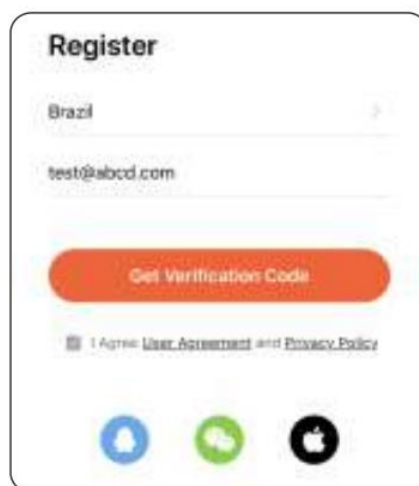 Register
Brazil
test@abcd.com
Get Verification Code
I Agree User Agreement and Privacy Policy